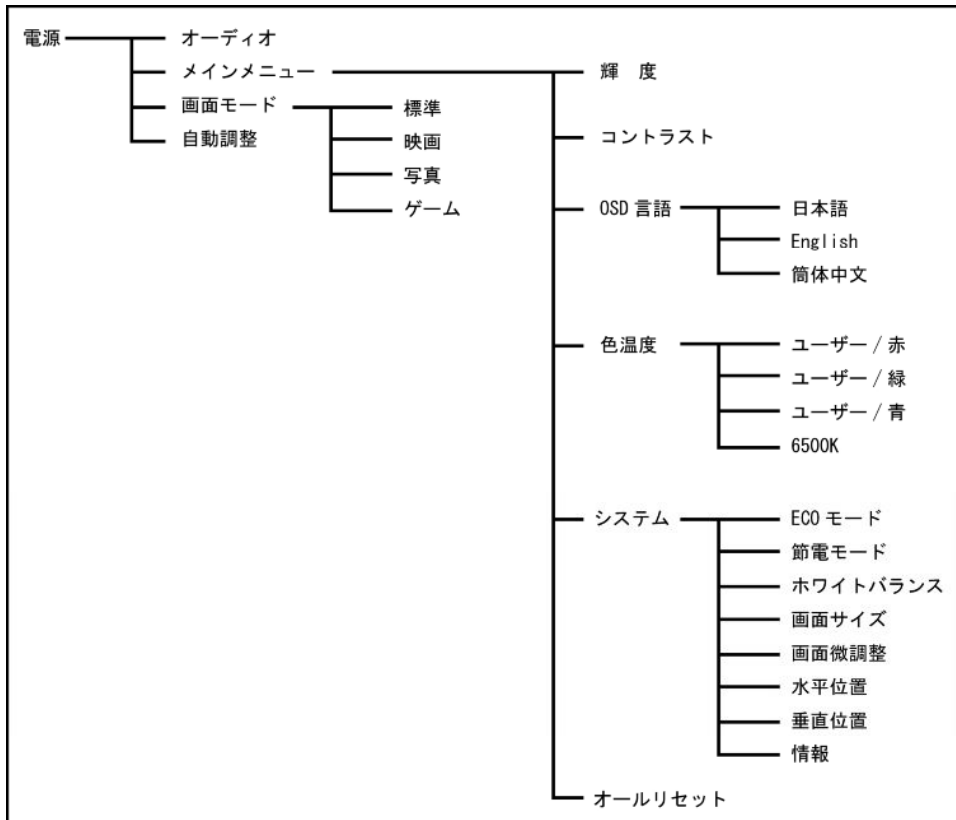 電源
オーディオ
メインメニュー
画面モード
自動調整
標準
映画
写真
ゲーム
輝 度
コントラスト
OSD 言語
日本語
English
筒体中文
色温度
ユーザー / 赤
ユーザー / 緑
ユーザー / 青
6500K
システム
ECO モード
節電モード
ホワイトバランス
画面サイズ
画面微調整
水平位置
垂直位置
情報
オールリセット